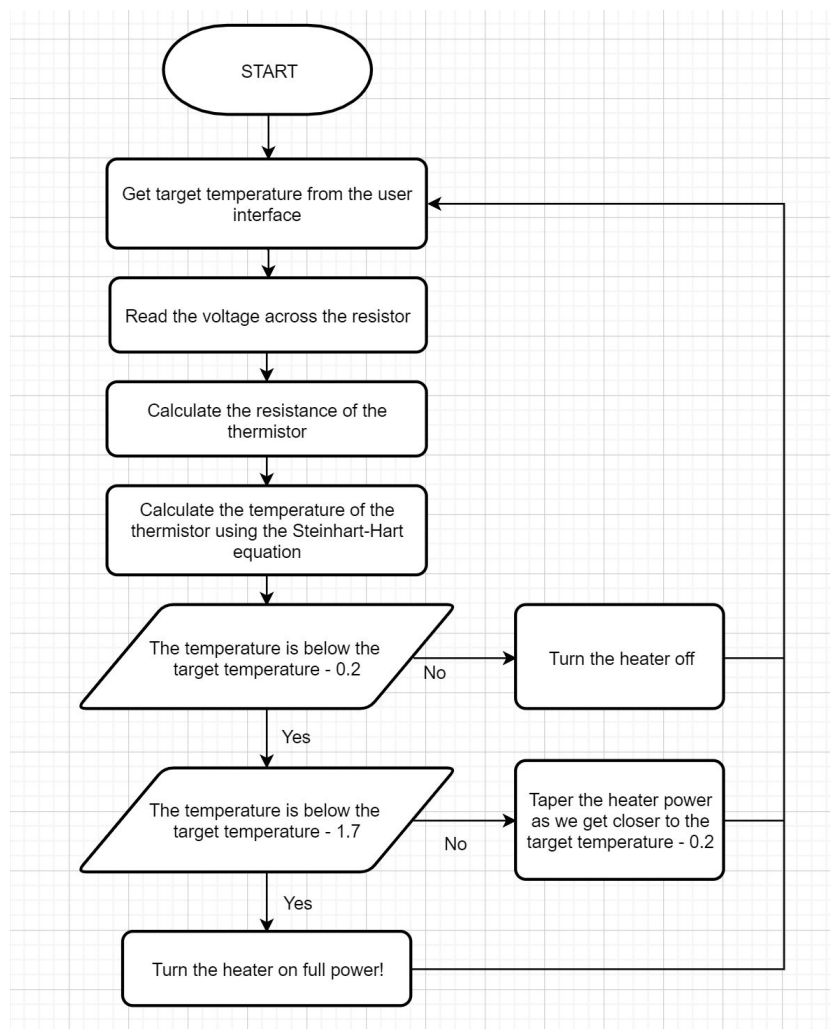 START
Get target temperature from the user
interface
Read the voltage across the resistor
Calculate the resistance of the
thermistor
Calculate the temperature of the
thermistor using the Steinhart-Hart
equation
The temperature is below the
target temperature - 0.2
No
Turn the heater off
Yes
The temperature is below the
target temperature - 1.7
No
Taper the heater power
as we get closer to the
target temperature - 0.2
Yes
Turn the heater on full power!